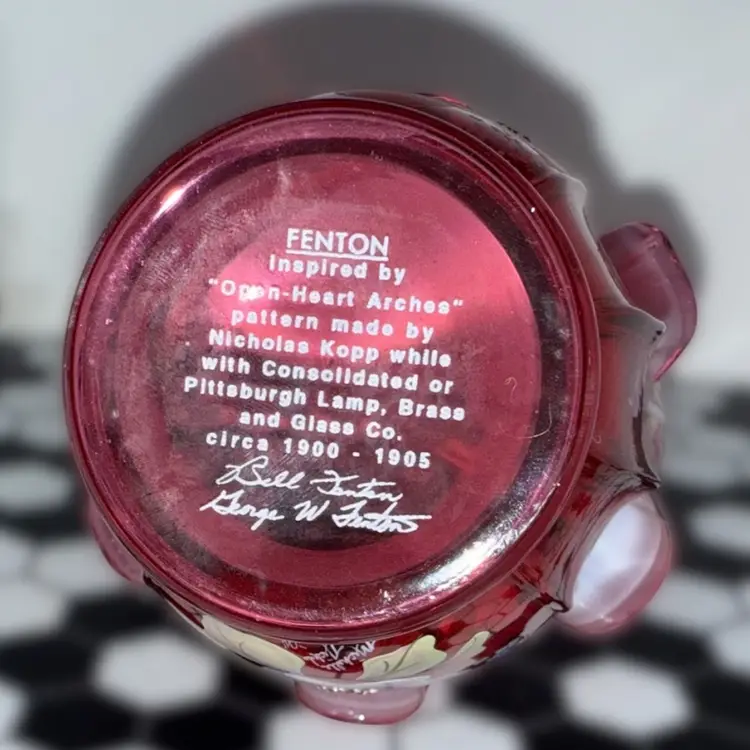 FENTON
Inspired by
"Open-Heart Arches"
pattern made by
Nicholas Kopp while
with Consolidated or
Pittsburgh Lamp, Brass
and Glass Co.
circa 1900 - 1905
Bill Fenton
George W Fenton